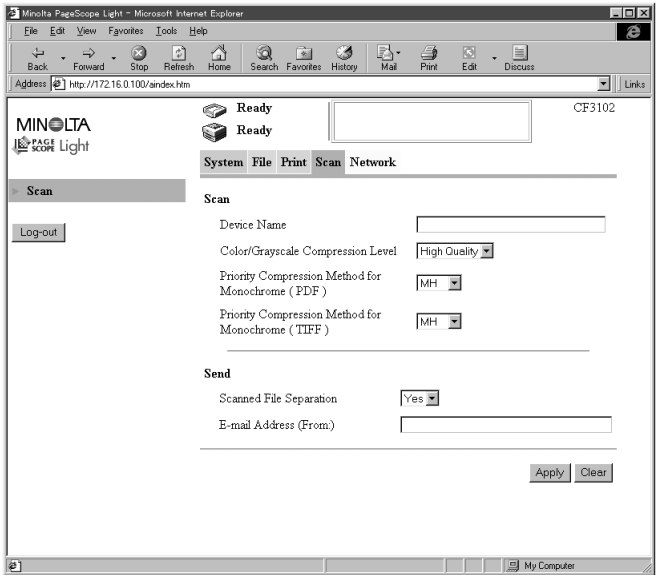 Minolta PageScope Light - Microsoft Internet Explorer
File Edit View Favorites Tools Help
Back Forward Stop Refresh Home Search Favorites History Mail Print Edit Discuss
Address http://172.16.0.100/aindex.htm Links
MINOLTA
PAGE SCOPE Light
Ready
Ready
CF3102
System File Print Scan Network
Scan
Log-out
Scan
Device Name
Color/Grayscale Compression Level High Quality
Priority Compression Method for
Monochrome ( PDF ) MH
Priority Compression Method for
Monochrome ( TIFF ) MH
Send
Scanned File Separation Yes
E-mail Address (From:)
Apply Clear
My Computer